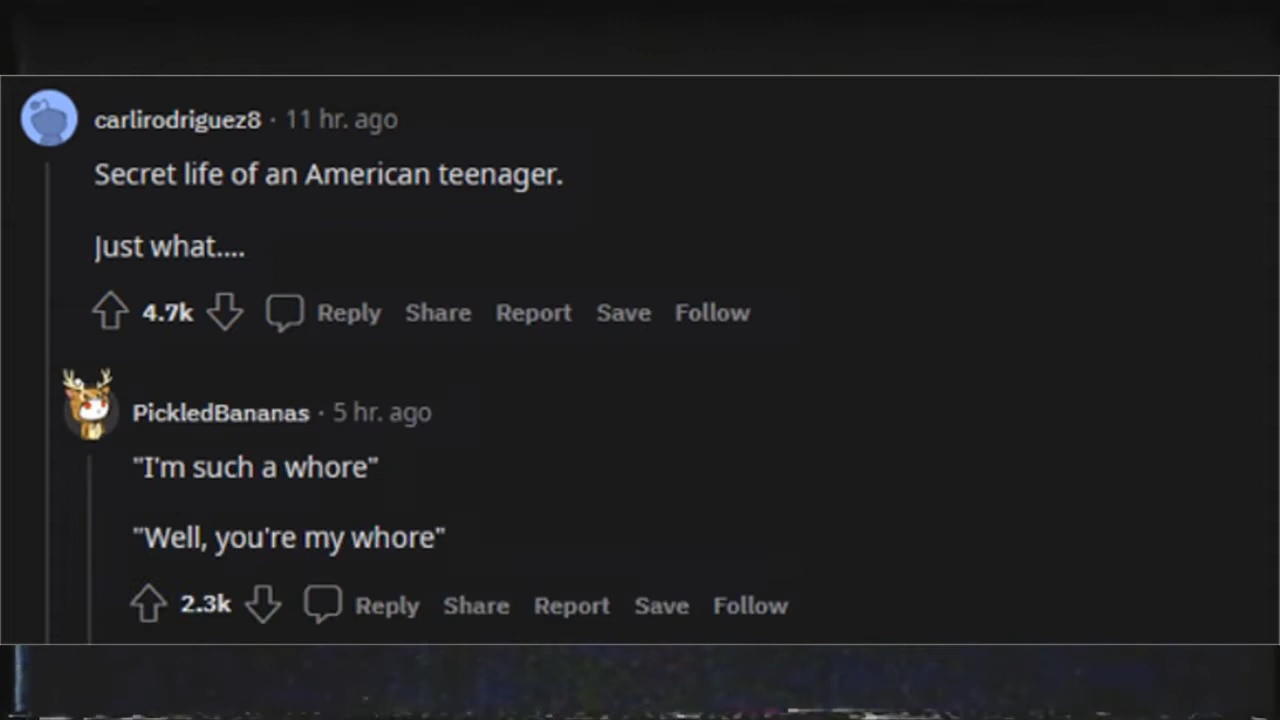 carlirodriguez8 · 11 hr. ago
Secret life of an American teenager.
Just what....
4.7k Reply Share Report Save Follow
PickledBananas · 5 hr. ago
"I'm such a whore"
"Well, you're my whore"
2.3k Reply Share Report Save Follow